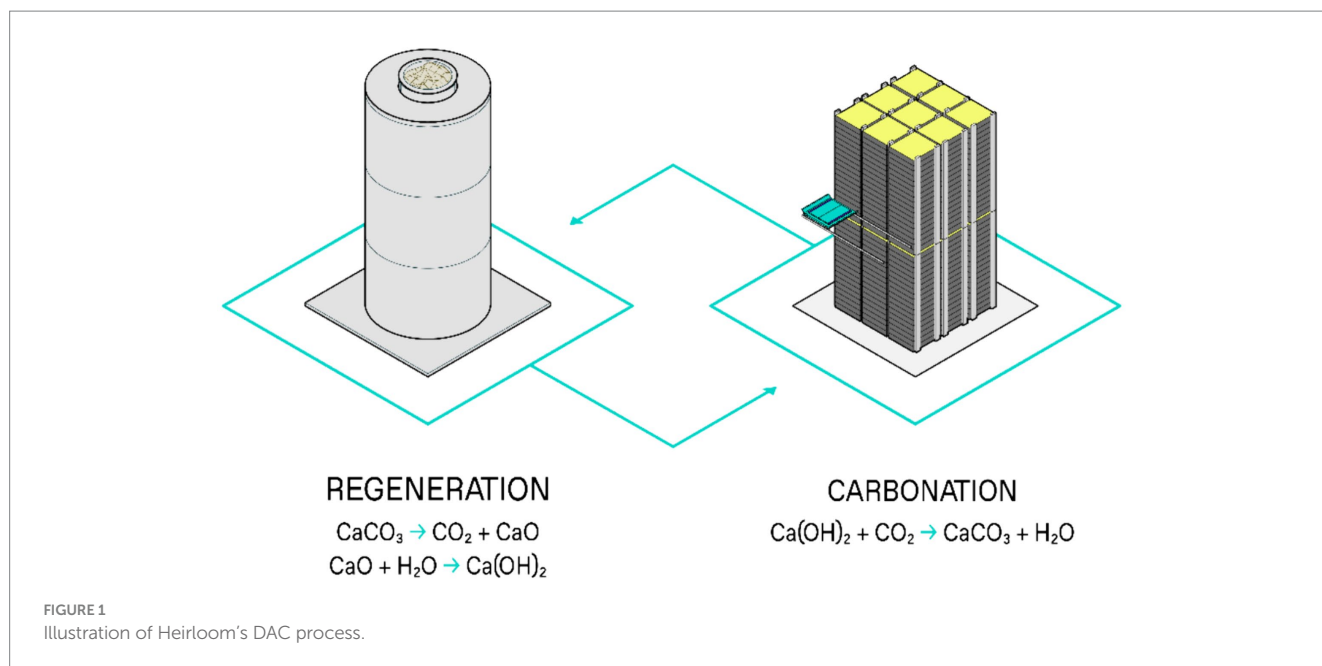 REGENERATION
CaCO₃ → CO₂ + CaO
CaO + H₂O → Ca(OH)₂
CARBONATION
Ca(OH)₂ + CO₂ → CaCO₃ + H₂O
FIGURE 1
Illustration of Heirloom’s DAC process.